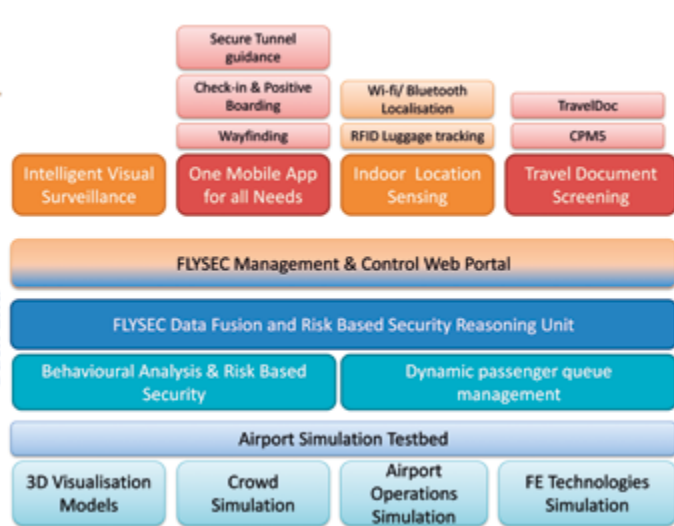 Secure Tunnel
guidance
Check-in & Positive
Boarding
Wayfinding
Wi-fi/ Bluetooth
Localisation
RFID Luggage tracking
TravelDoc
CPM5
Intelligent Visual
Surveillance
One Mobile App
for all Needs
Indoor Location
Sensing
Travel Document
Screening
FLYSEC Management & Control Web Portal
FLYSEC Data Fusion and Risk Based Security Reasoning Unit
Behavioural Analysis & Risk Based
Security
Dynamic passenger queue
management
Airport Simulation Testbed
3D Visualisation
Models
Crowd
Simulation
Airport
Operations
Simulation
FE Technologies
Simulation